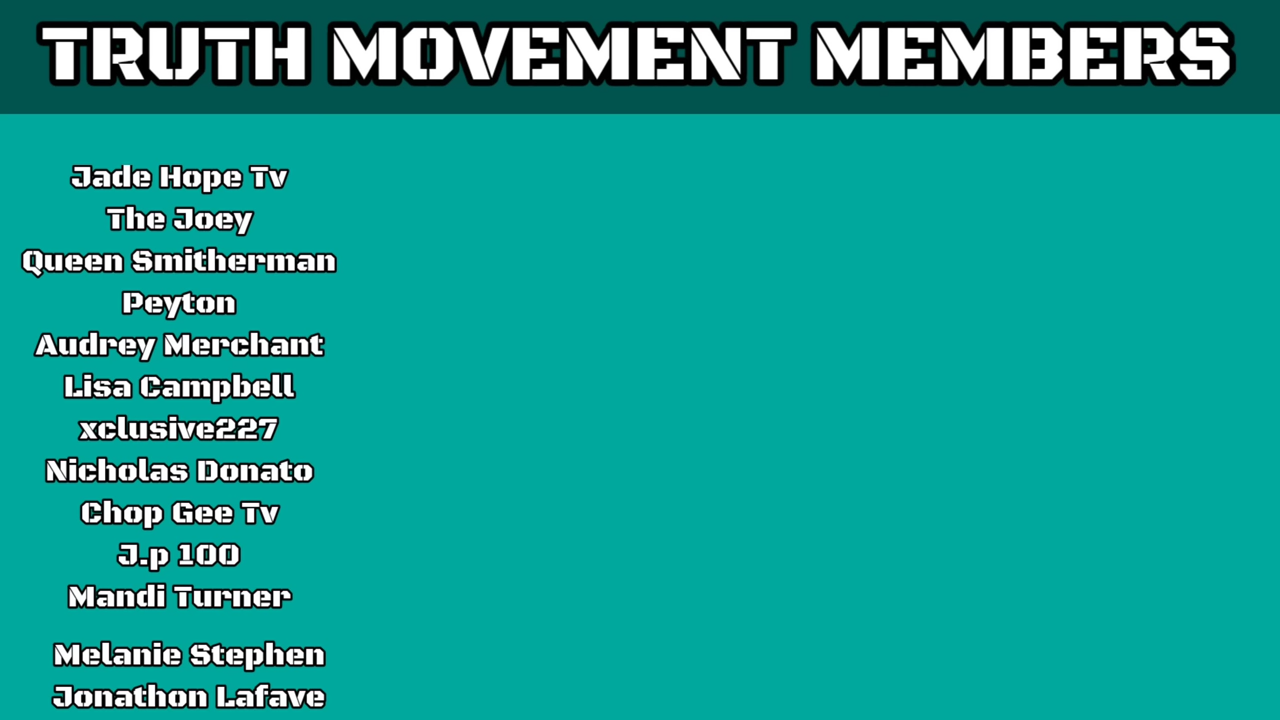 TRUTH MOVEMENT MEMBERS
Jade Hope Tv
The Joey
Queen Smitherman
Peyton
Audrey Merchant
Lisa Campbell
xclusive227
Nicholas Donato
Chop Gee Tv
J.p 100
Mandi Turner
Melanie Stephen
Jonathon Lafave